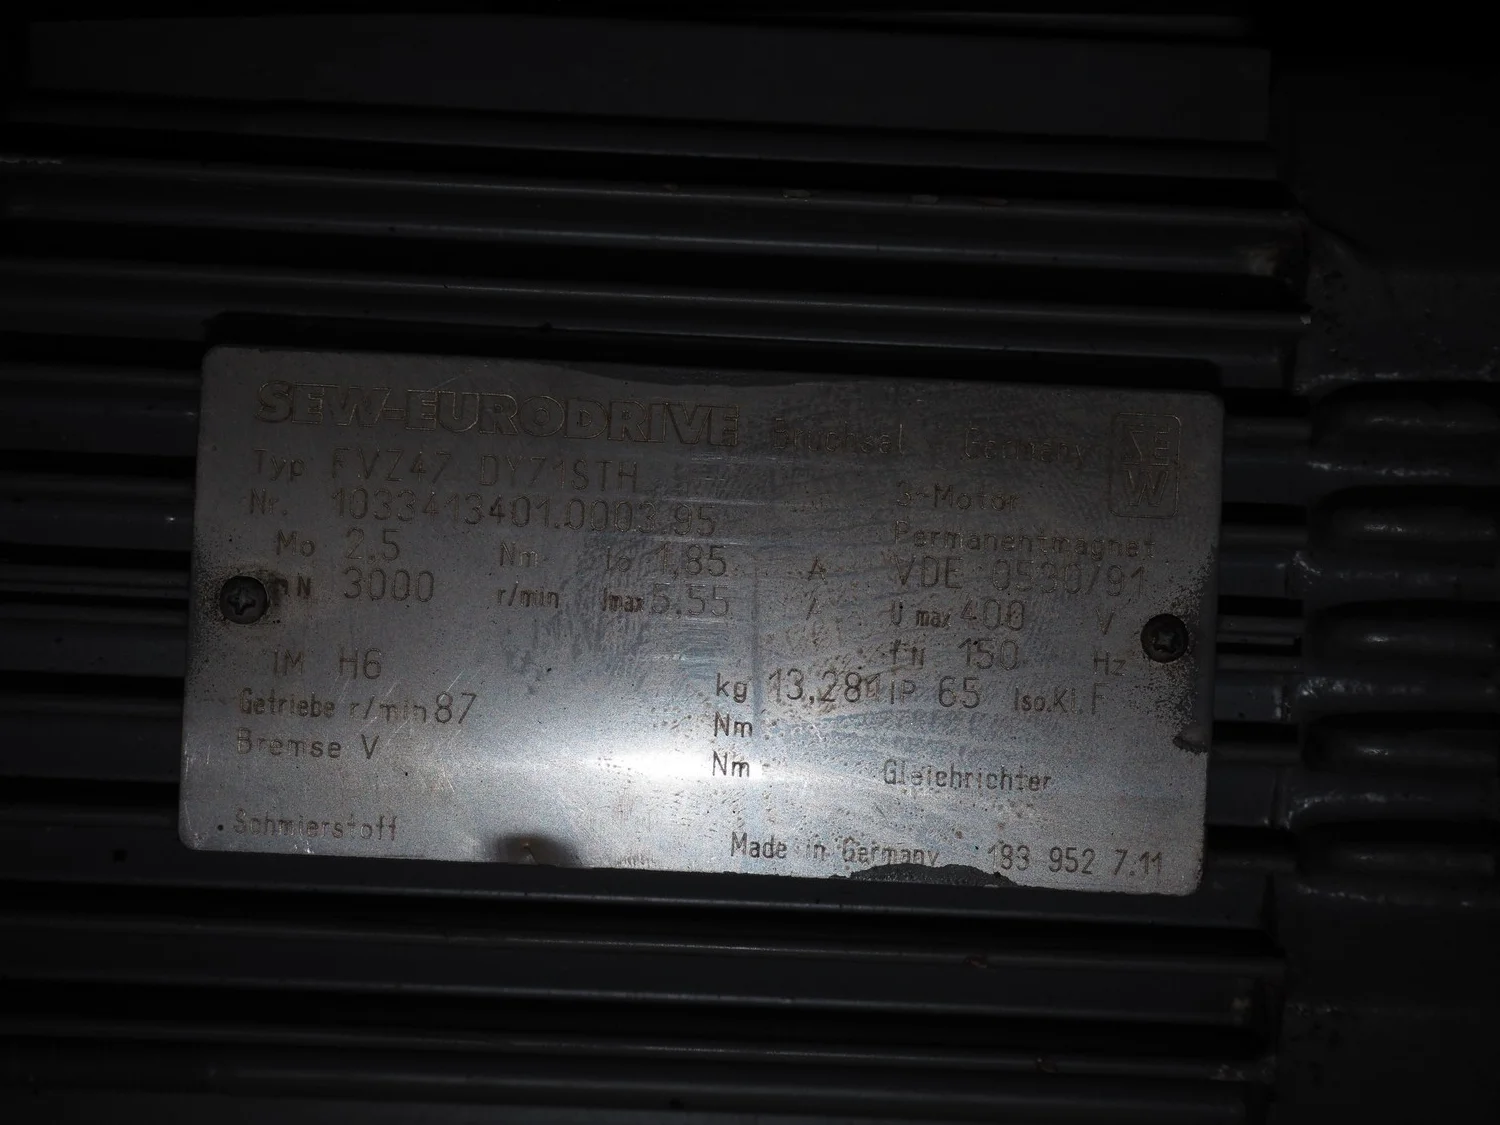 SEW-EURODRIVE Bruchsal Germany SEW
Typ FVZ47 DY71STH 3~Motor
Nr. 1033413401.0003.95 Permanentmagnet
Mo 2.5 Nm Io 1,85 A VDE 0530/91
nN 3000 r/min Imax 5.55 A U max 400 V
fN 150 Hz
IM H6 kg 13,281 IP 65 Iso.Kl. F
Getriebe r/min 87 Nm
Bremse V Nm Gleichrichter
Schmierstoff Made in Germany 183 952 7.11